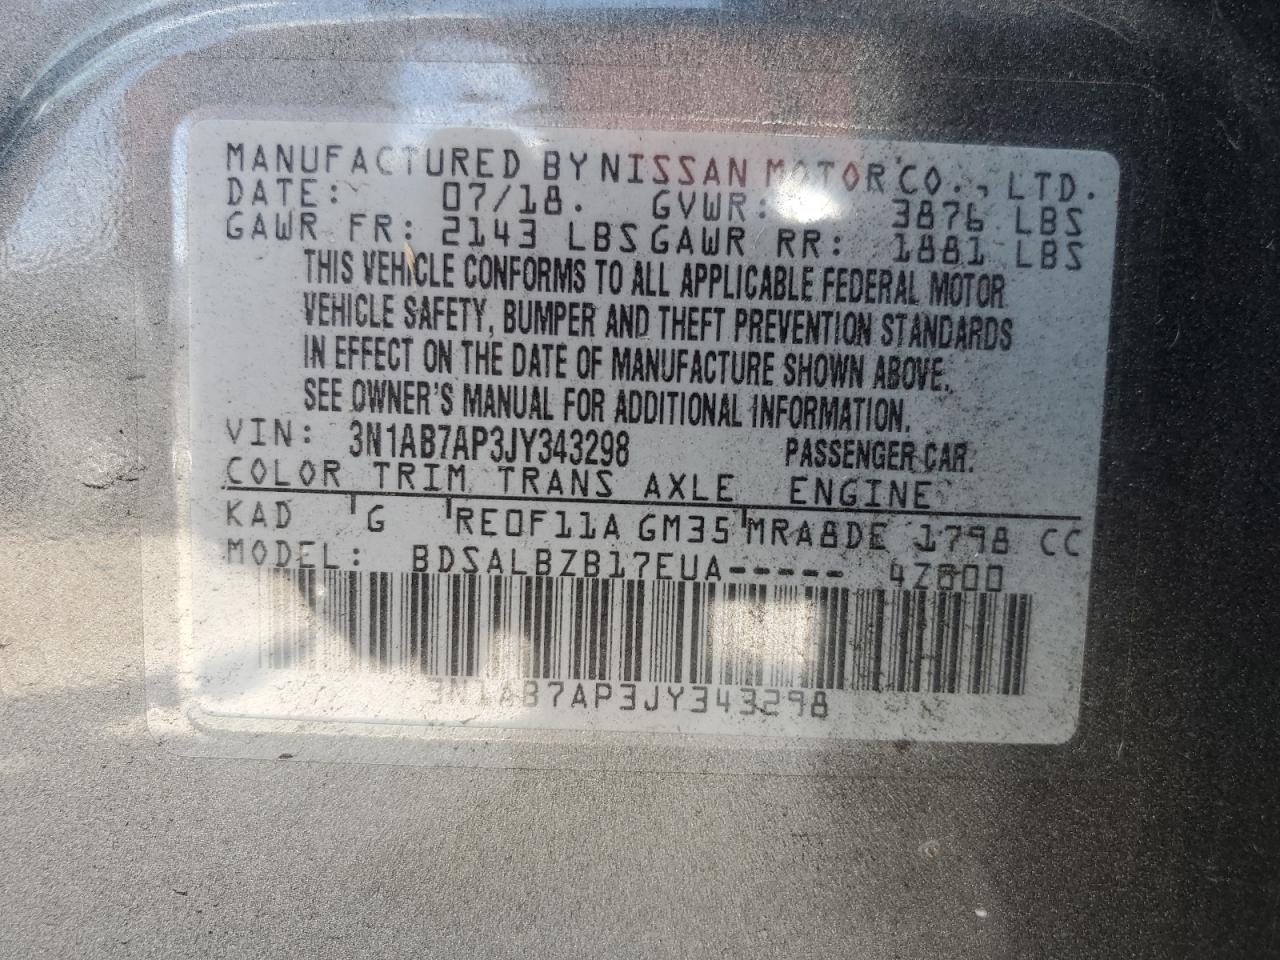 MANUFACTURED BY NISSAN MOTOR CO., LTD.
DATE: 07/18. GVWR: 3876 LBS
GAWR FR: 2143 LBS GAWR RR: 1881 LBS
THIS VEHICLE CONFORMS TO ALL APPLICABLE FEDERAL MOTOR
VEHICLE SAFETY, BUMPER AND THEFT PREVENTION STANDARDS
IN EFFECT ON THE DATE OF MANUFACTURE SHOWN ABOVE.
SEE OWNER'S MANUAL FOR ADDITIONAL INFORMATION.
VIN: 3N1AB7AP3JY343298 PASSENGER CAR.
COLOR TRIM TRANS AXLE ENGINE
KAD G RE0F11A GM35 MRA8DE 1798 CC
MODEL: BDSALBZB17EUA----- 4Z800
3N1AB7AP3JY343298